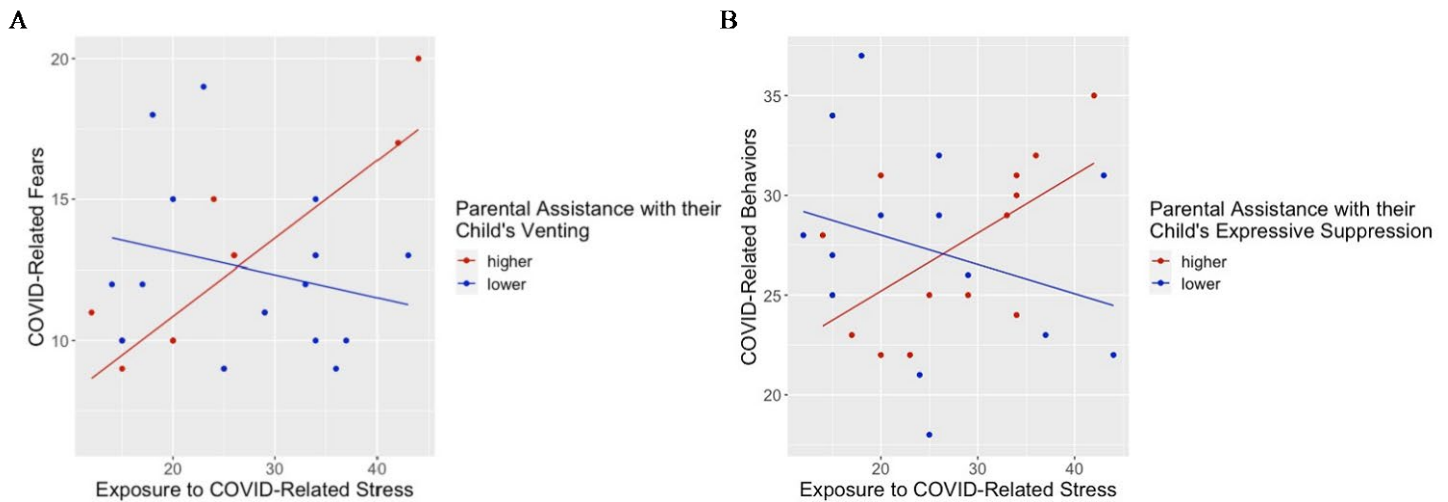 A
COVID-Related Fears
20
15
10
20 30 40
Exposure to COVID-Related Stress
Parental Assistance with their
Child's Venting
higher
lower
B
COVID-Related Behaviors
35
30
25
20
20 30 40
Exposure to COVID-Related Stress
Parental Assistance with their
Child's Expressive Suppression
higher
lower